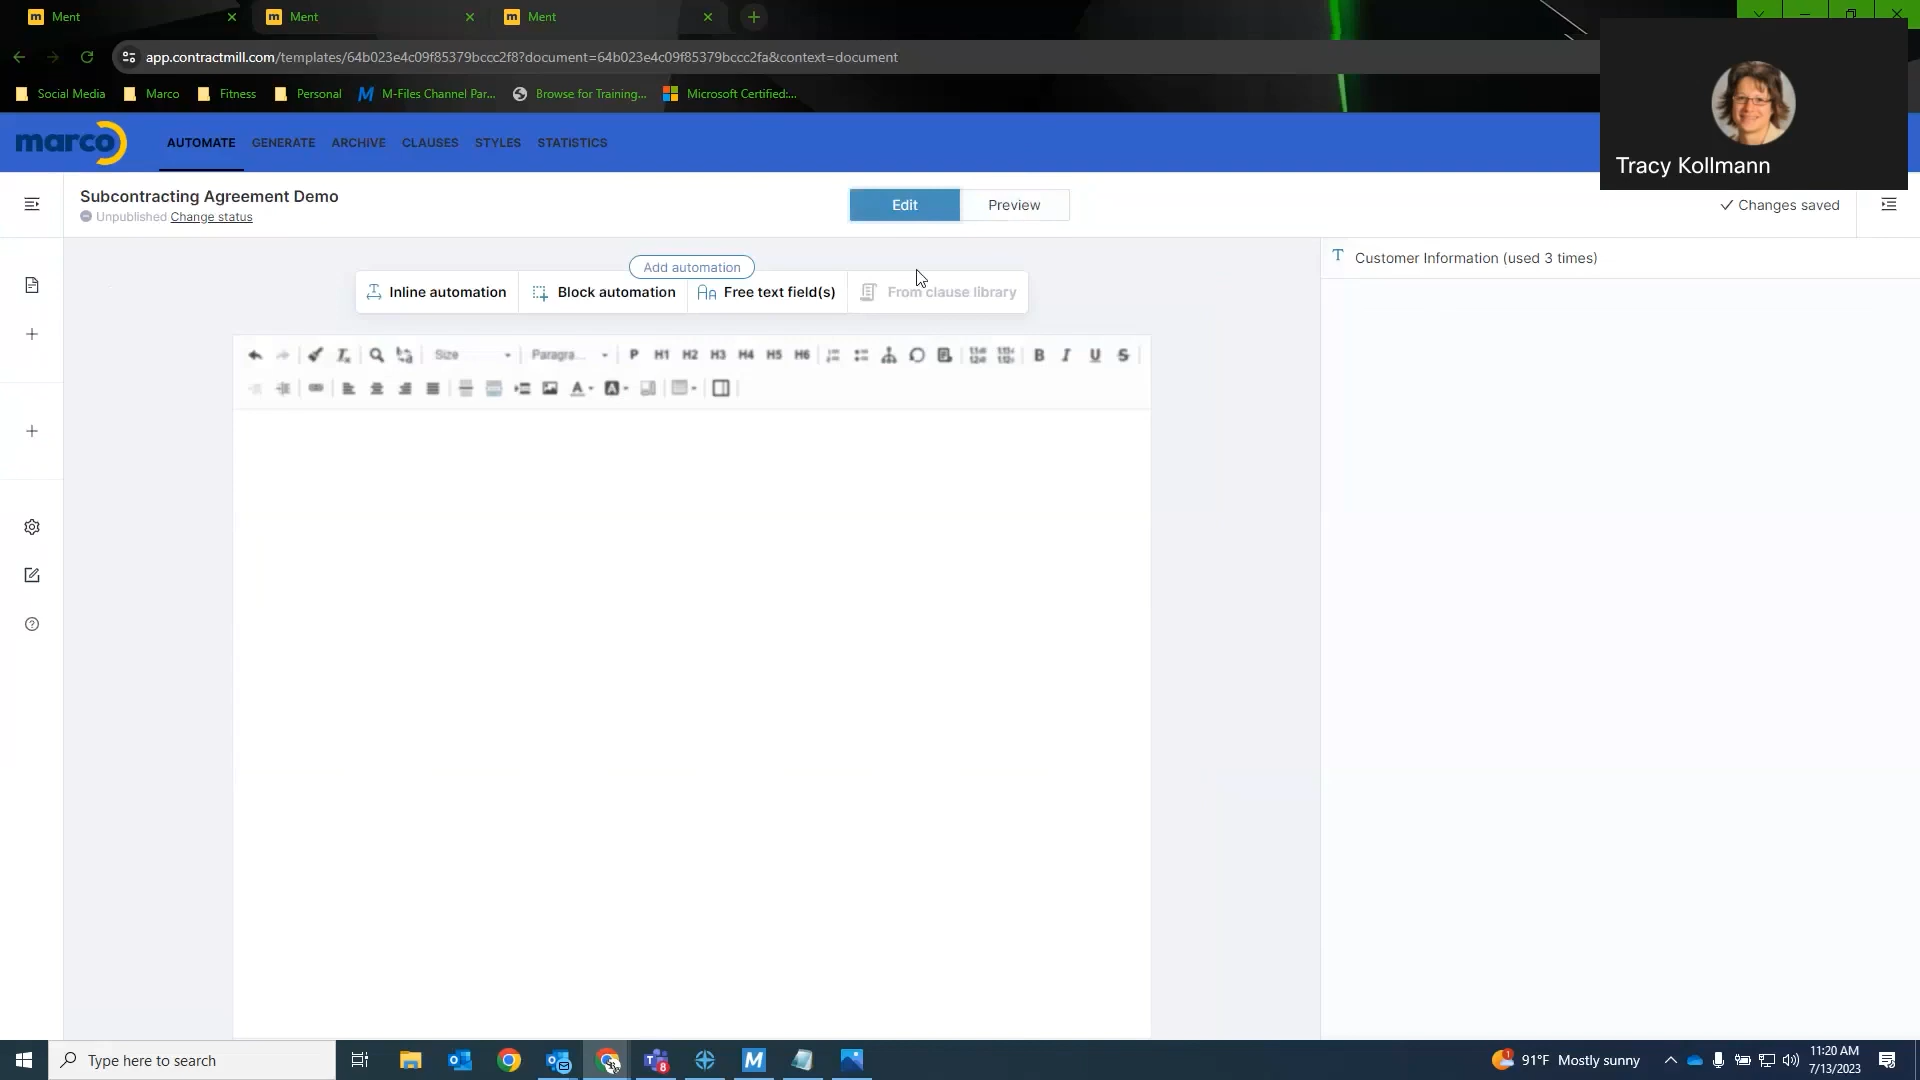 Ment
Ment
Ment
app.contractmill.com/templates/64b023e4c09f85379bccc2f8?document=64b023e4c09f85379bccc2fa&context=document
Social Media
Marco
Fitness
Personal
M-Files Channel Par...
Browse for Training...
Microsoft Certified:...
Tracy Kollmann
marco
AUTOMATE
GENERATE
ARCHIVE
CLAUSES
STYLES
STATISTICS
Subcontracting Agreement Demo
Unpublished Change status
Edit
Preview
Changes saved
Customer Information (used 3 times)
Add automation
Inline automation
Block automation
Free text field(s)
From clause library
Size
Paragra...
P H1 H2 H3 H4 H5 H6
B I U S
Type here to search
91°F Mostly sunny
11:20 AM
7/13/2023